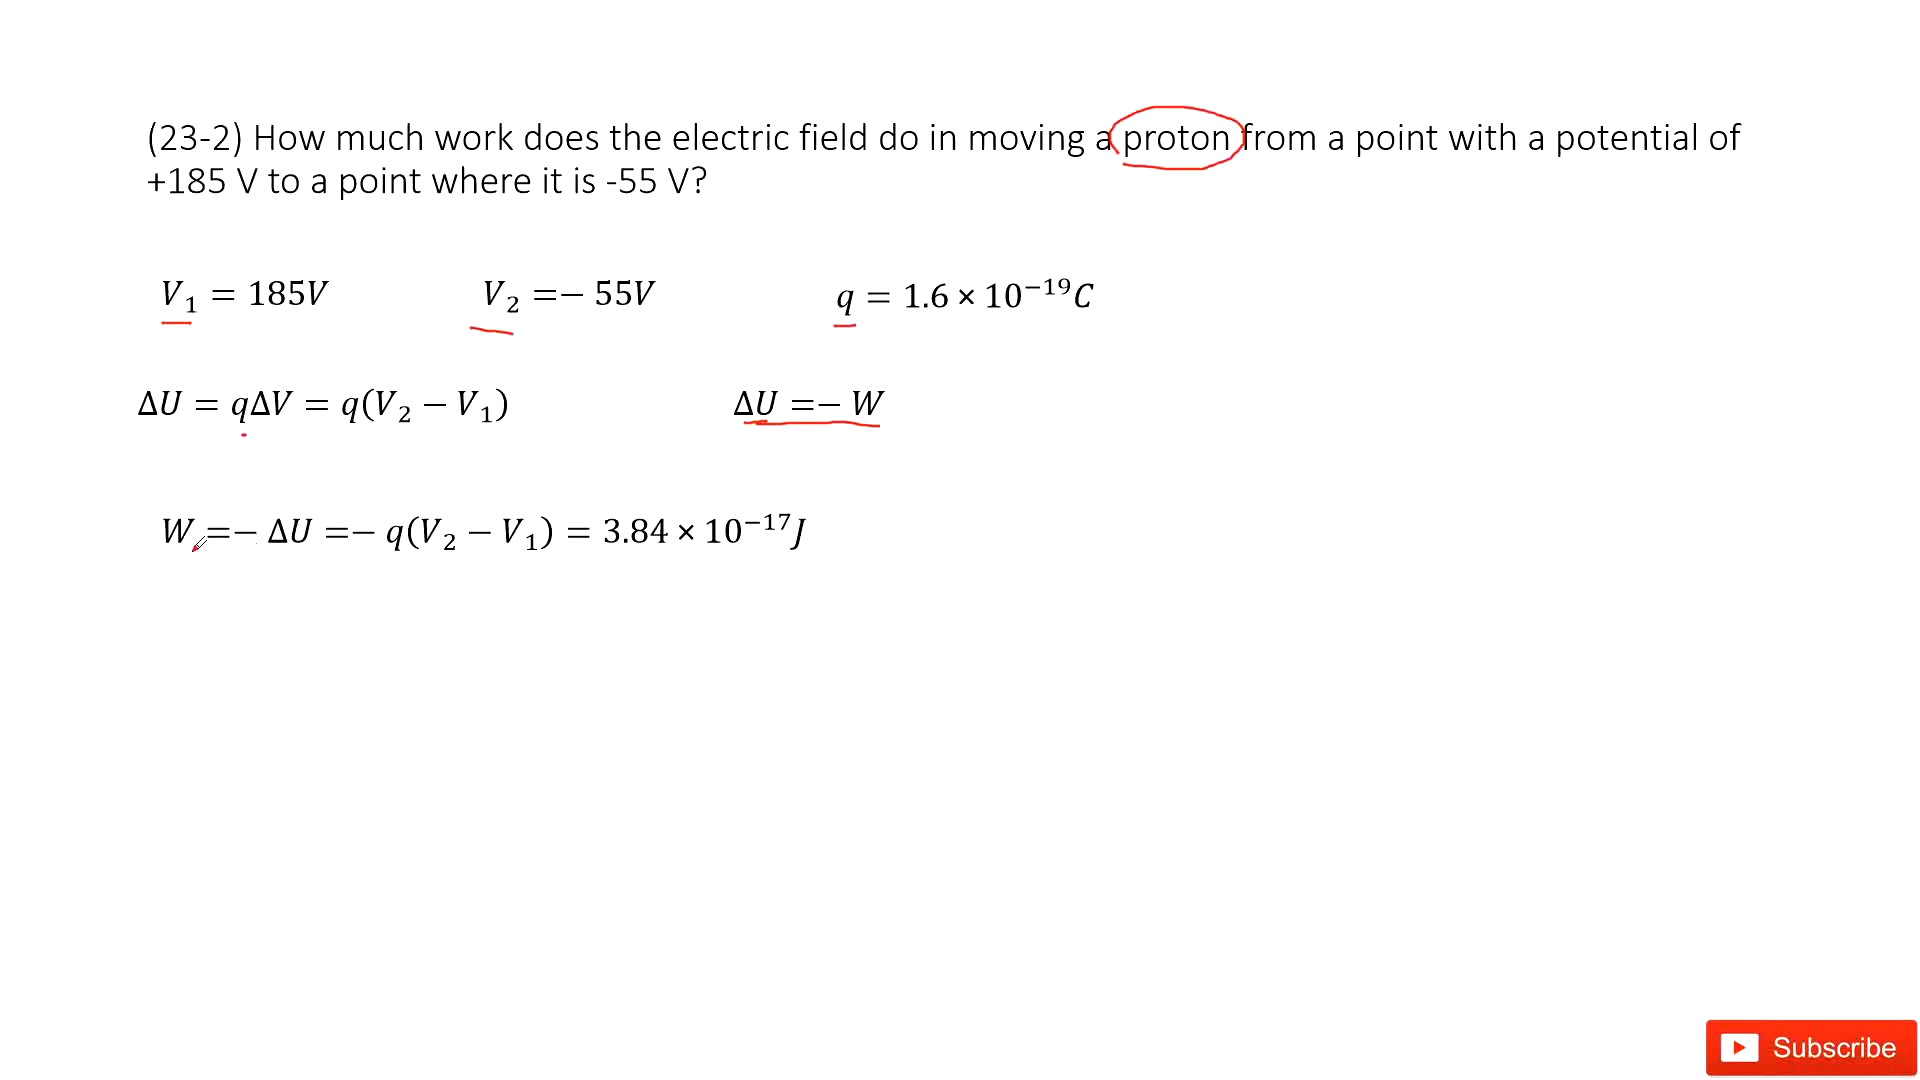 (23-2) How much work does the electric field do in moving a proton from a point with a potential of
+185 V to a point where it is -55 V?
V₁ = 185V V₂ =− 55V q = 1.6 × 10⁻¹⁹C
ΔU = qΔV = q(V₂ − V₁) ΔU =− W
W =− ΔU =− q(V₂ − V₁) = 3.84 × 10⁻¹⁷J
Subscribe